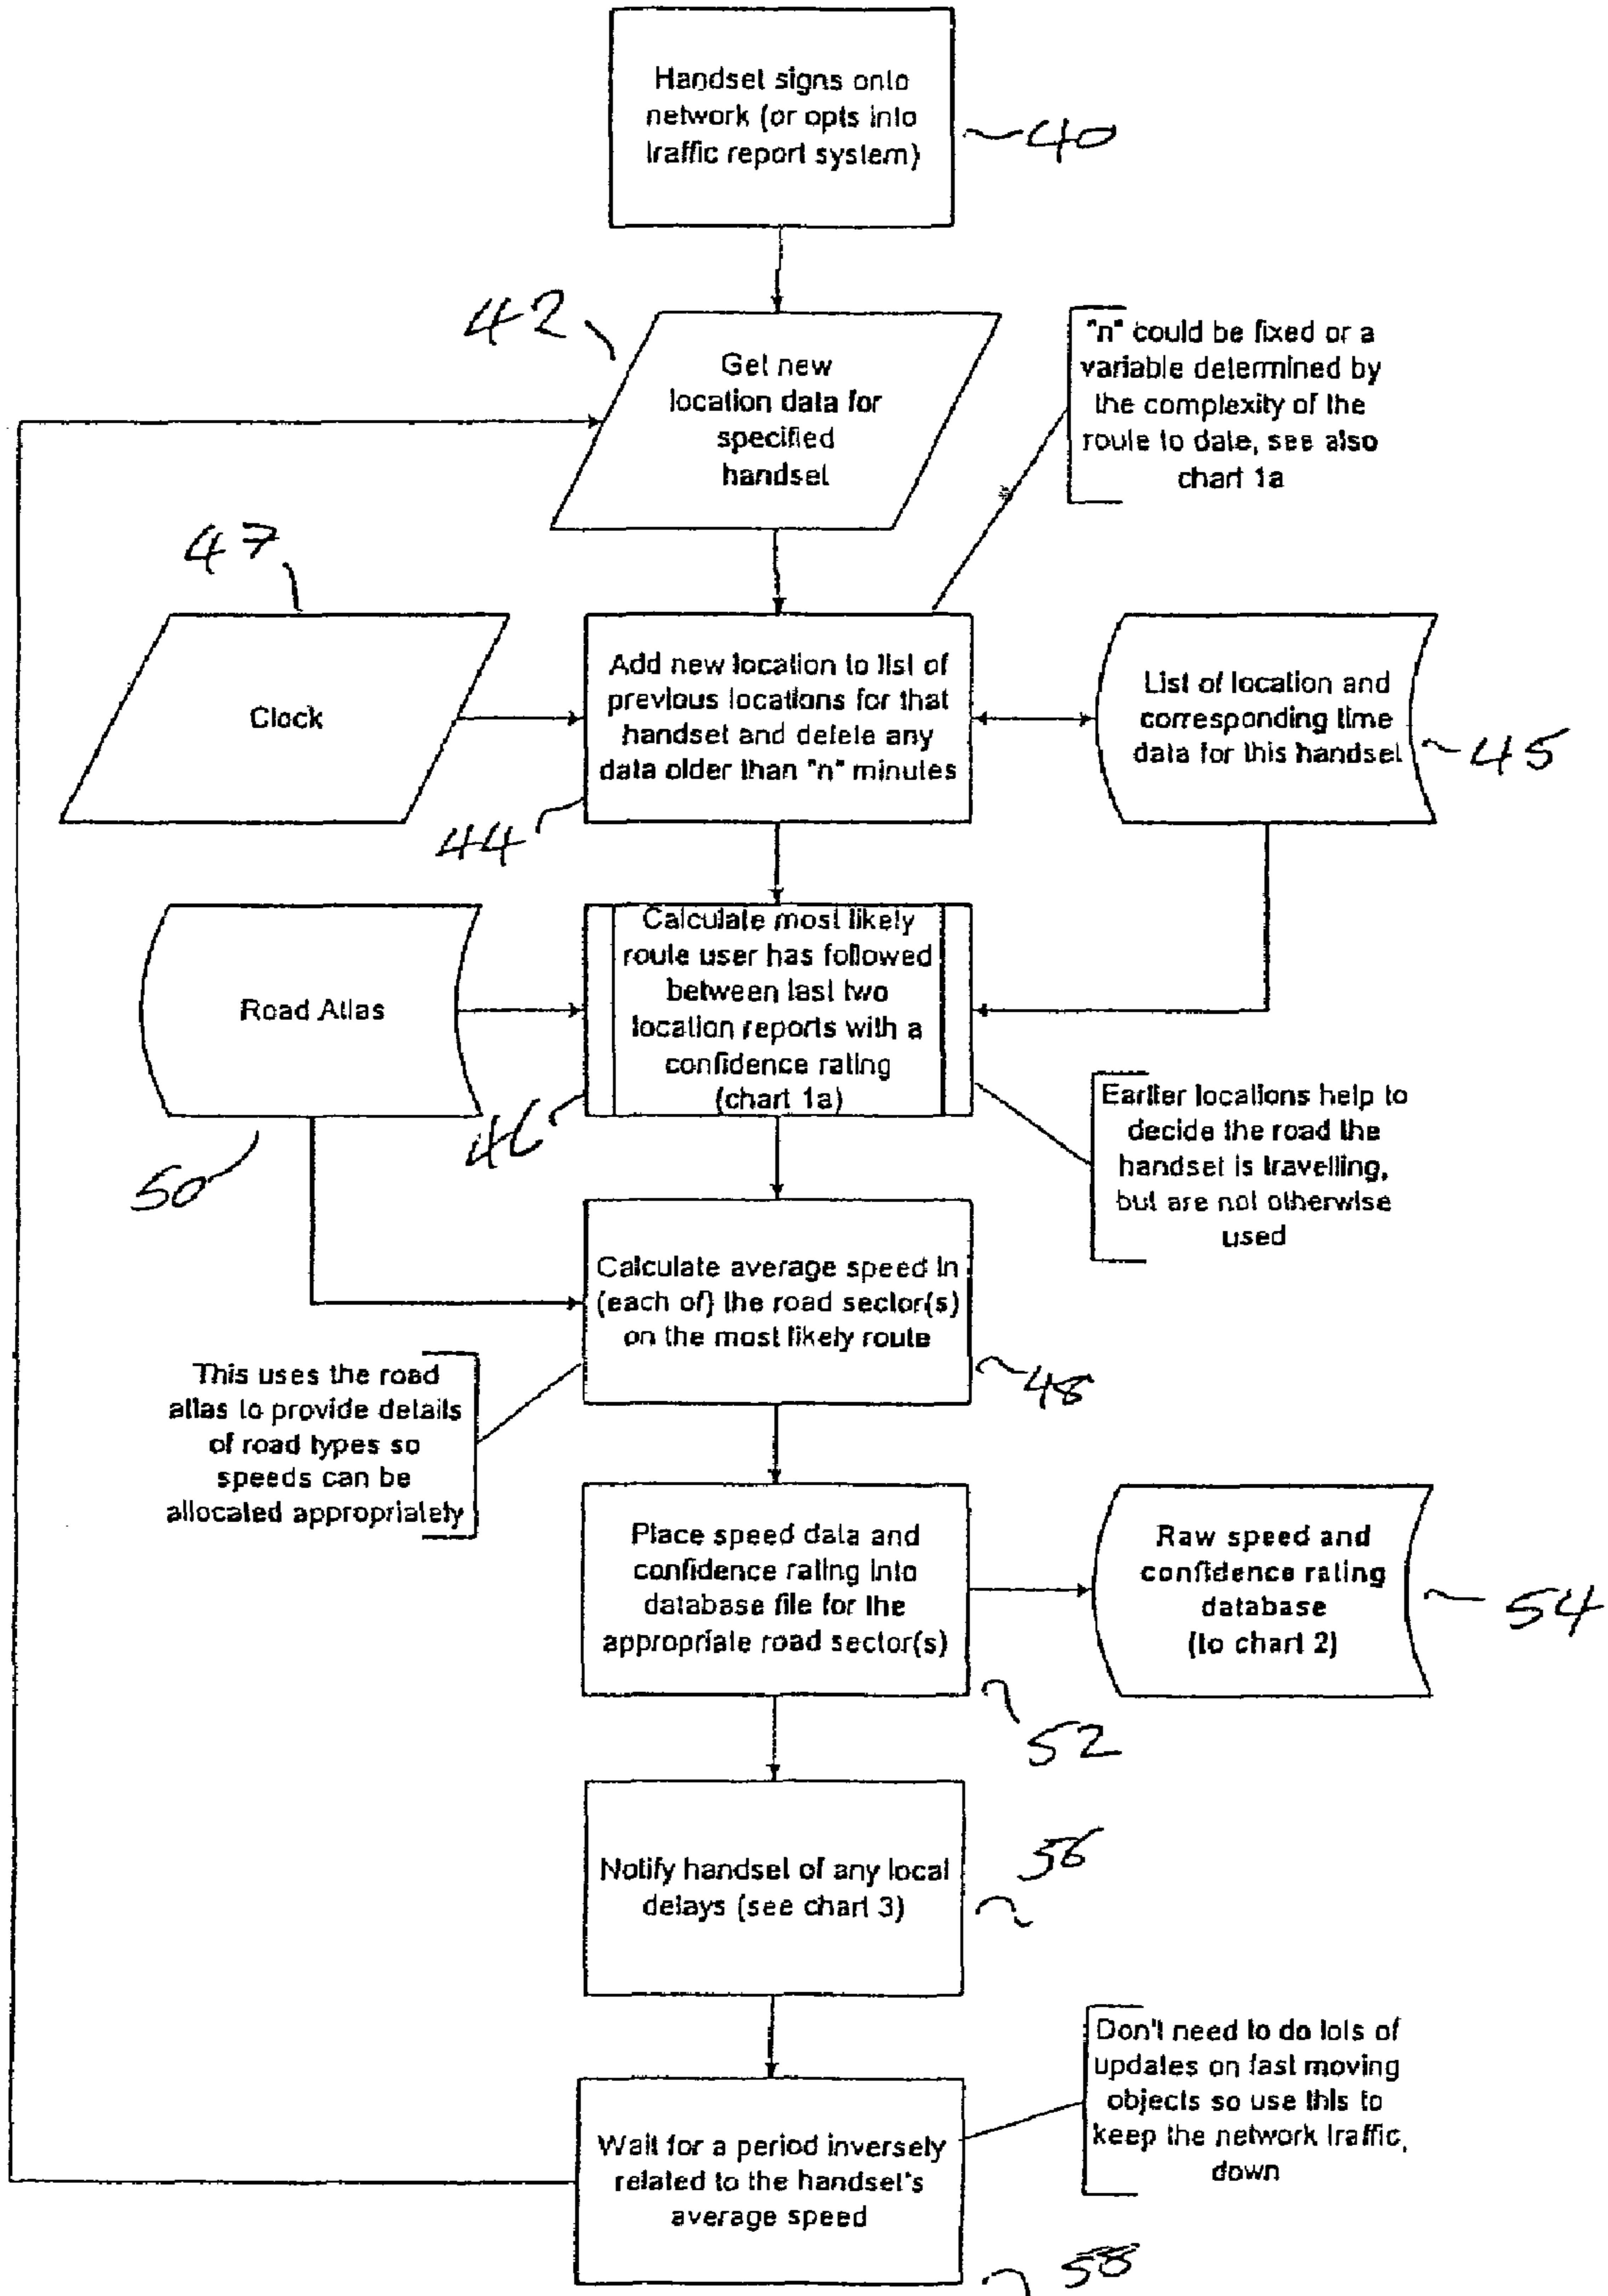 Handset signs onto
network (or opts into
traffic report system)
40
42
Get new
location data for
specified
handset
"n" could be fixed or a
variable determined by
the complexity of the
route to date, see also
chart 1a
47
Clock
Add new location to list of
previous locations for that
handset and delete any
data older than "n" minutes
44
List of location and
corresponding time
data for this handset
45
Road Atlas
50
Calculate most likely
route user has followed
between last two
location reports with a
confidence rating
(chart 1a)
46
Earlier locations help to
decide the road the
handset is travelling,
but are not otherwise
used
Calculate average speed in
(each of) the road sector(s)
on the most likely route
48
This uses the road
atlas to provide details
of road types so
speeds can be
allocated appropriately
Place speed data and
confidence rating into
database file for the
appropriate road sector(s)
52
Raw speed and
confidence rating
database
(to chart 2)
54
Notify handset of any local
delays (see chart 3)
56
Wait for a period inversely
related to the handset's
average speed
58
Don't need to do lots of
updates on fast moving
objects so use this to
keep the network traffic,
down